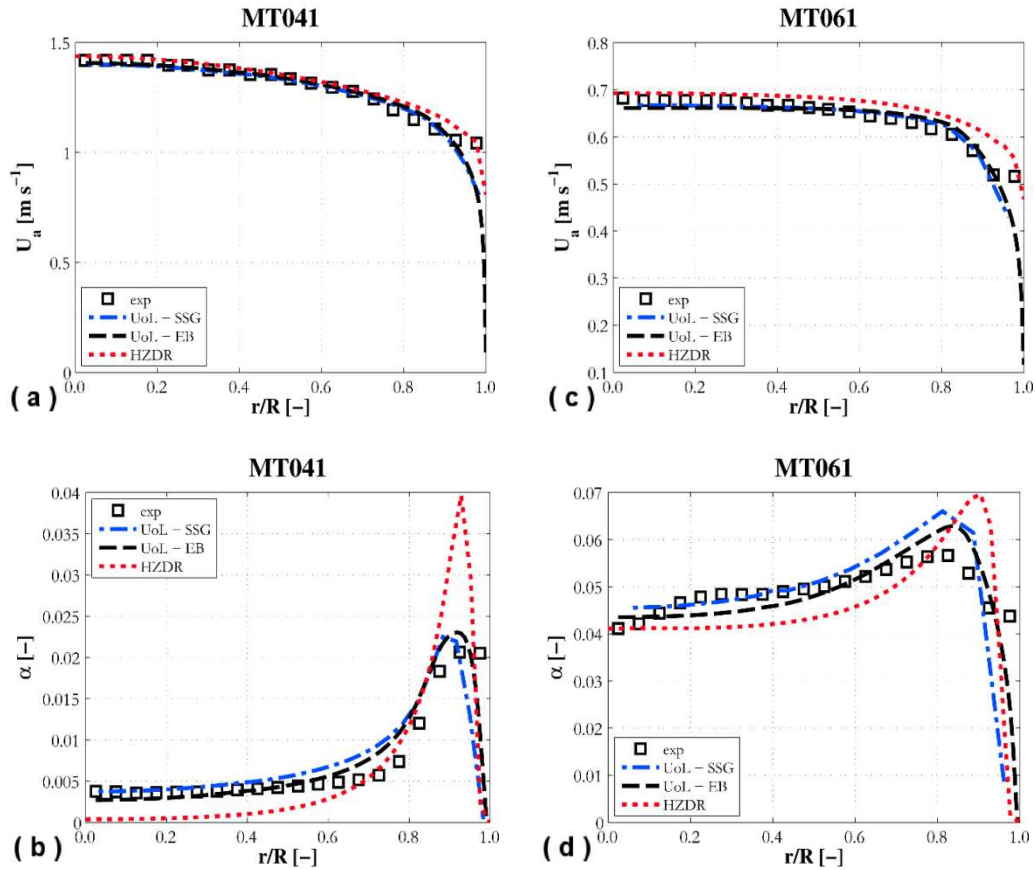 MT041
1.5
1
0.5
0
U_a [m s⁻¹]
exp
UoL − SSG
UoL − EB
HZDR
0.0
0.2
0.4
0.6
0.8
1.0
r/R [−]
( a )
MT061
0.8
0.7
0.6
0.5
0.4
0.3
0.2
0.1
U_a [m s⁻¹]
exp
UoL − SSG
UoL − EB
HZDR
0.0
0.2
0.4
0.6
0.8
1.0
r/R [−]
( c )
MT041
0.04
0.035
0.03
0.025
0.02
0.015
0.01
0.005
0
α [−]
exp
UoL − SSG
UoL − EB
HZDR
0.0
0.2
0.4
0.6
0.8
1.0
r/R [−]
( b )
MT061
0.07
0.06
0.05
0.04
0.03
0.02
0.01
0
α [−]
exp
UoL − SSG
UoL − EB
HZDR
0.0
0.2
0.4
0.6
0.8
1.0
r/R [−]
( d )